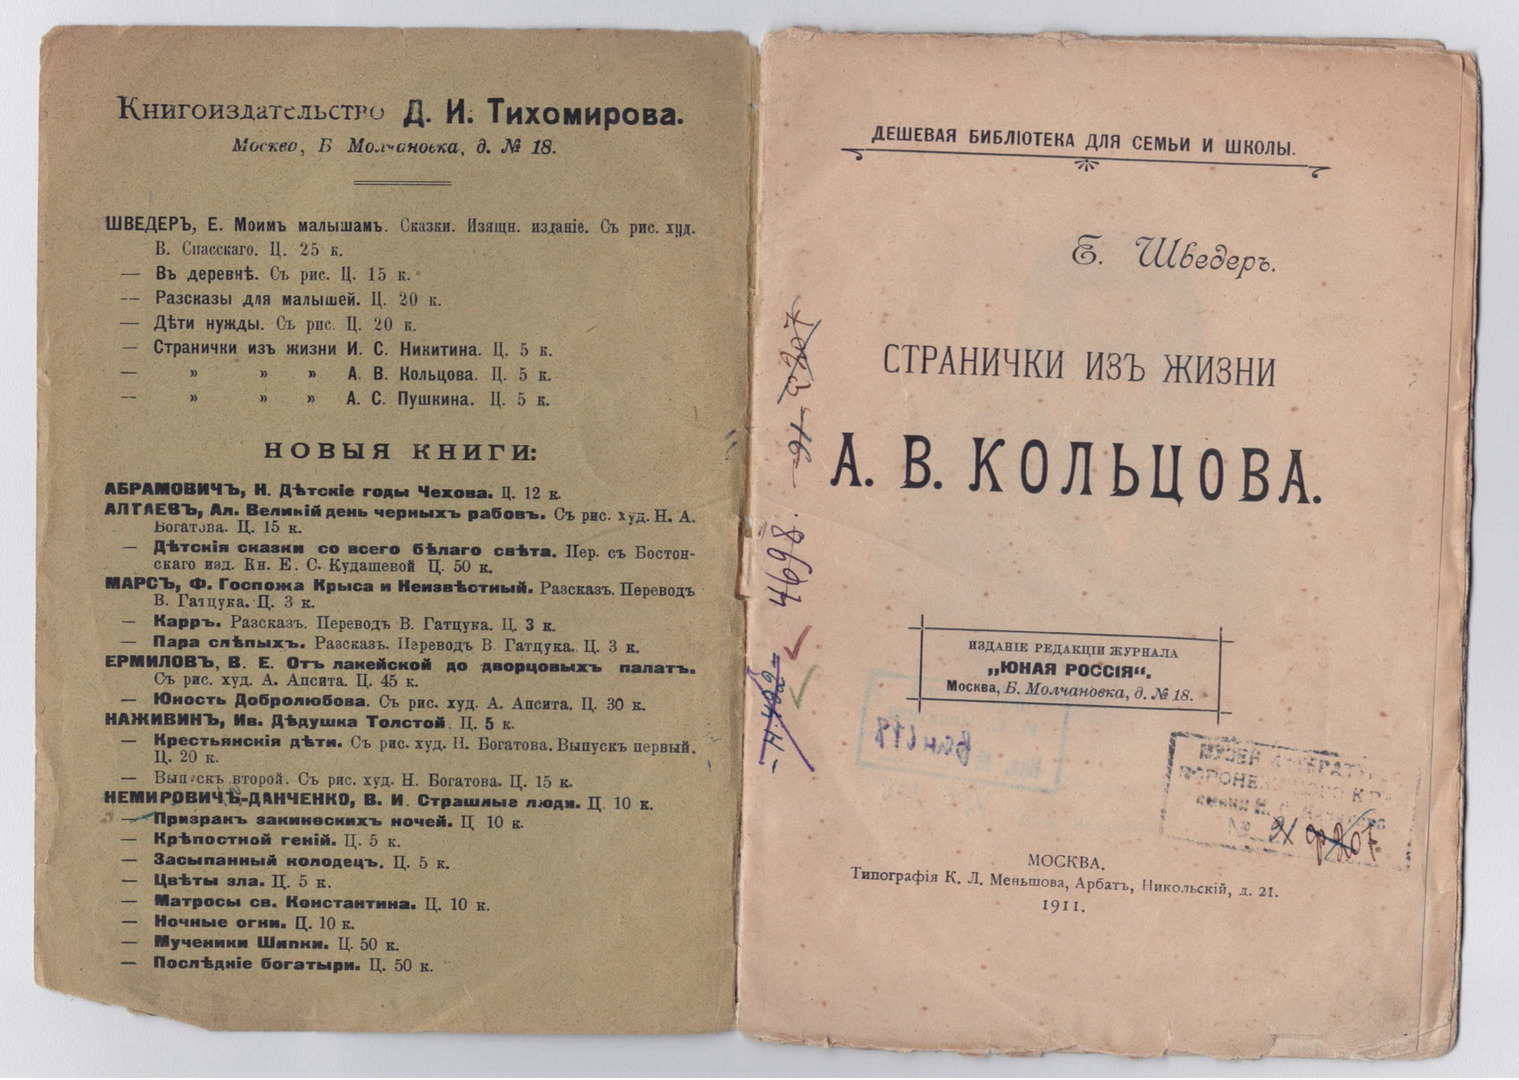 Книгоиздательство Д. И. Тихомирова.
Москва, Б Молчановка, д. № 18.
ШВЕДЕРЪ, Е. Моимъ малышамъ. Сказки. Изящн. изданіе. Съ рис. худ.
В. Спасскаго. Ц. 25 к.
— Въ деревнѣ. Съ рис. Ц. 15 к.
— Разсказы для малышей. Ц. 20 к.
— Дѣти нужды. Съ рис. Ц. 20 к.
— Странички изъ жизни И. С. Никитина. Ц. 5 к.
— » » » А. В. Кольцова. Ц. 5 к.
— » » » А. С. Пушкина. Ц. 5 к.
НОВЫЯ КНИГИ:
АБРАМОВИЧЪ, Н. Дѣтскіе годы Чехова. Ц. 12 к.
АЛТАЕВЪ, Ал. Великій день черныхъ рабовъ. Съ рис. худ. Н. А.
Богатова. Ц. 15 к.
— Дѣтскія сказки со всего бѣлаго свѣта. Пер. съ Бостон-
скаго изд. Кн. Е. С. Кудашевой Ц. 50 к.
МАРСЪ, Ф. Госпожа Крыса и Неизвѣстный. Разсказъ. Переводъ
В. Гатцука. Ц. 3 к.
— Карръ. Разсказъ. Переводъ В. Гатцука. Ц. 3 к.
— Пара слѣпыхъ. Разсказъ. Переводъ В. Гатцука. Ц. 3 к.
ЕРМИЛОВЪ, В. Е. Отъ лакейской до дворцовыхъ палатъ.
Съ рис. худ. А. Апсита. Ц. 45 к.
— Юность Добролюбова. Съ рис. худ. А. Апсита. Ц. 30 к.
НАЖИВИНЪ, Ив. Дѣдушка Толстой. Ц. 5 к.
— Крестьянскія дѣти. Съ рис. худ. Н. Богатова. Выпускъ первый.
Ц. 20 к.
— Выпускъ второй. Съ рис. худ. Н. Богатова. Ц. 15 к.
НЕМИРОВИЧЪ-ДАНЧЕНКО, В. И. Страшные люди. Ц. 10 к.
— Призракъ закинѳскихъ ночей. Ц 10 к.
— Крѣпостной геній. Ц. 5 к.
— Засыпанный колодецъ. Ц. 5 к.
— Цвѣты зла. Ц. 5 к.
— Матросы св. Константина. Ц. 10 к.
— Ночные огни. Ц. 10 к.
— Мученики Шипки. Ц. 50 к.
— Послѣдніе богатыри. Ц. 50 к.
ДЕШЕВАЯ БИБЛІОТЕКА ДЛЯ СЕМЬИ И ШКОЛЫ.
Е. Шведеръ.
СТРАНИЧКИ ИЗЪ ЖИЗНИ
А. В. КОЛЬЦОВА.
4698
ИЗДАНІЕ РЕДАКЦІИ ЖУРНАЛА
„ЮНАЯ РОССІЯ“.
Москва, Б. Молчановка, д. № 18.
МУЗЕЙ
№
МОСКВА.
Типографія К. Л. Меньшова, Арбатъ, Никольскій, д. 21.
1911.